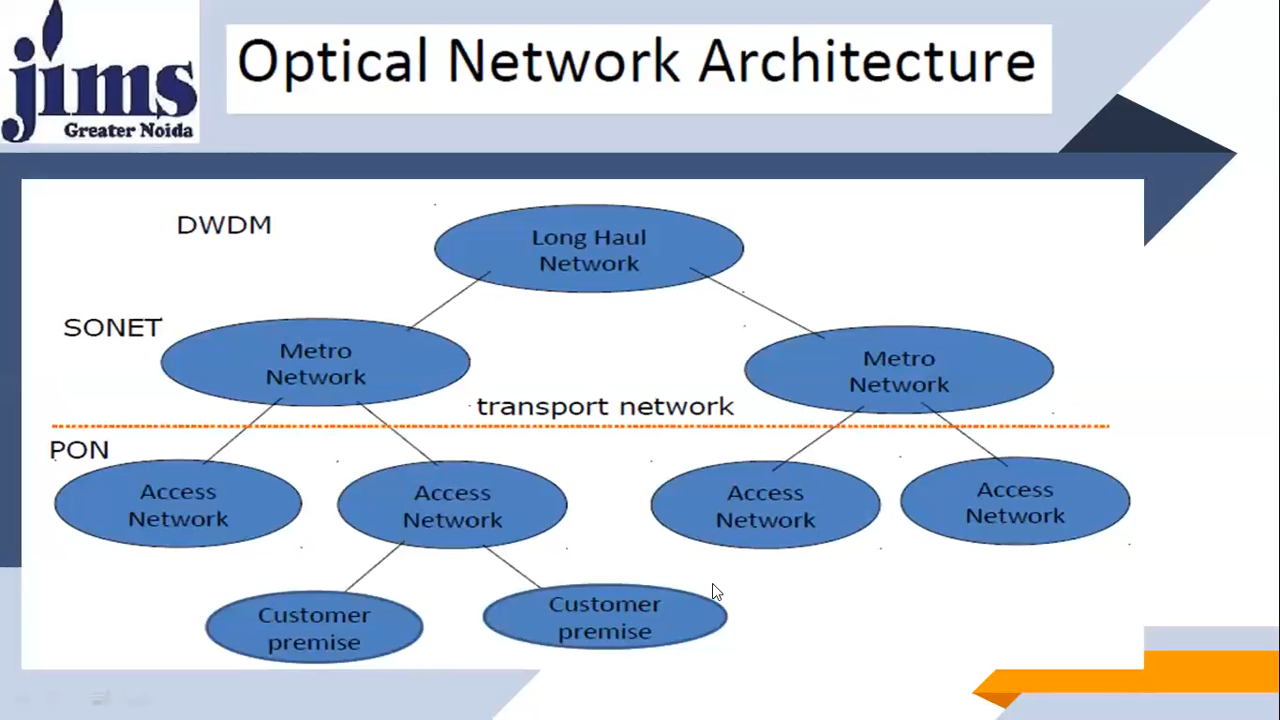 jims
Greater Noida
Optical Network Architecture
DWDM
Long Haul
Network
SONET
Metro
Network
Metro
Network
transport network
PON
Access
Network
Access
Network
Access
Network
Access
Network
Customer
premise
Customer
premise